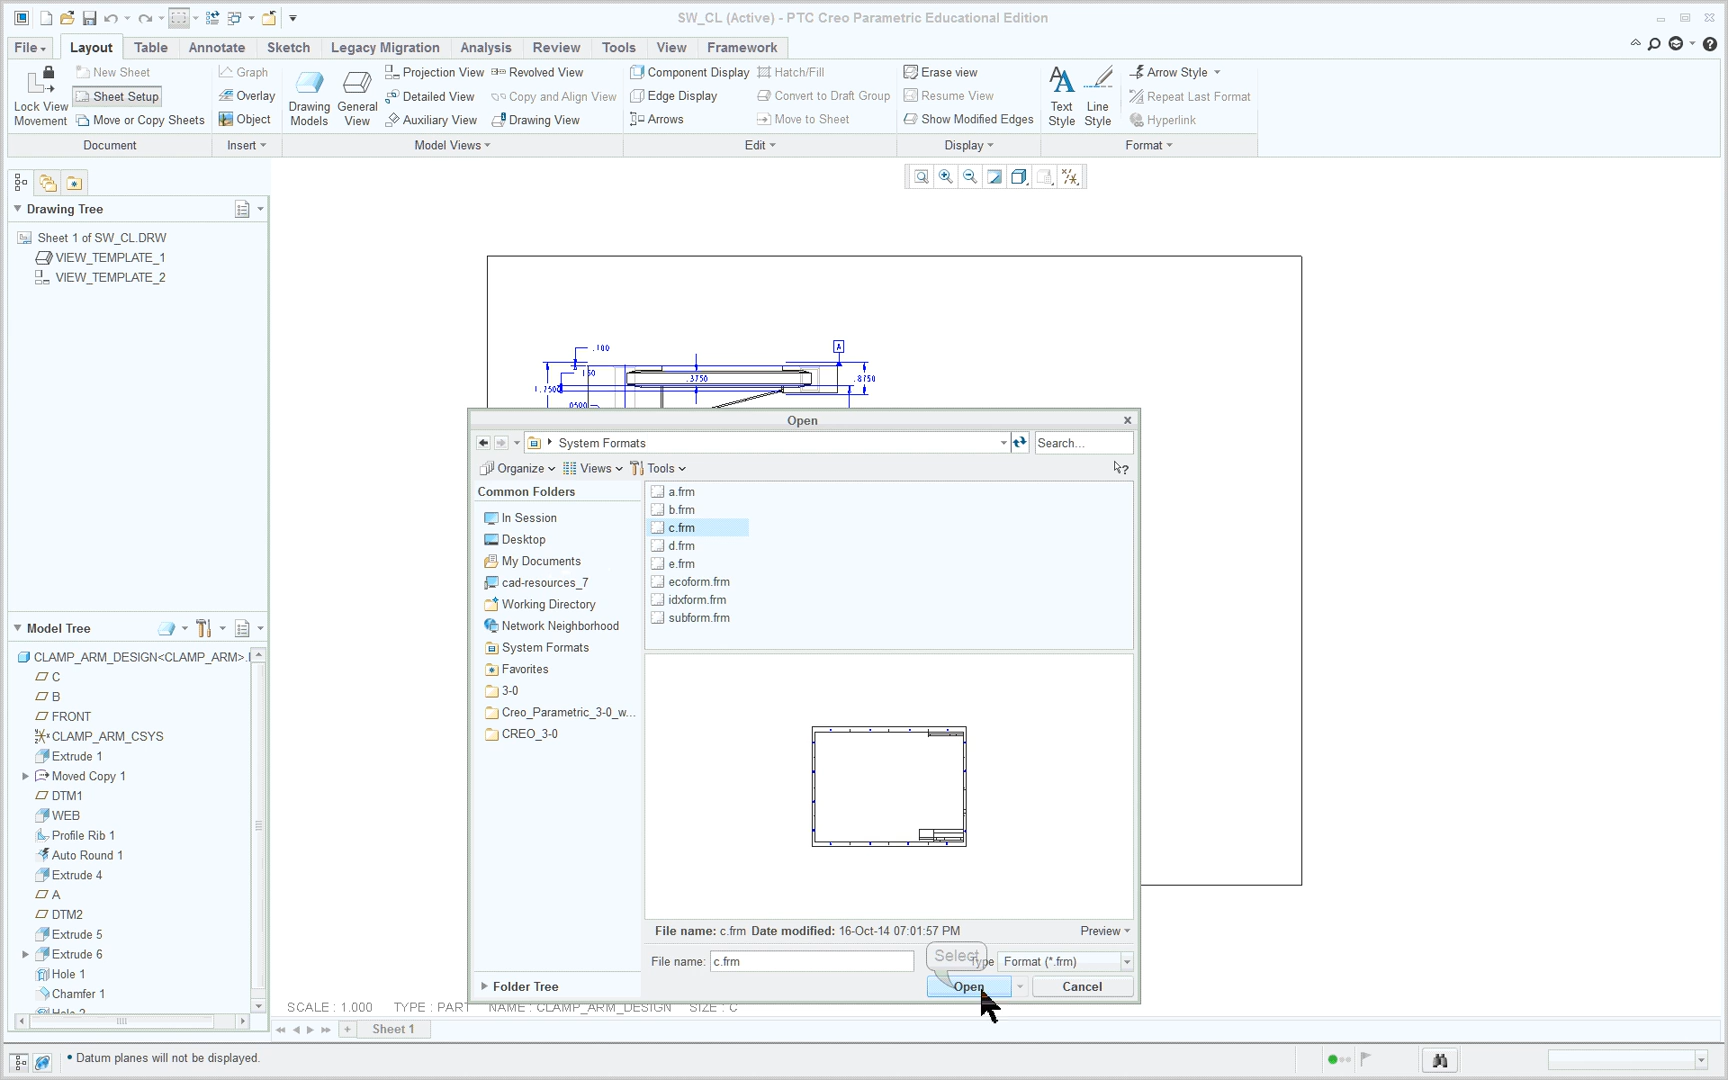 SW_CL (Active) - PTC Creo Parametric Educational Edition
File
Layout
Table
Annotate
Sketch
Legacy Migration
Analysis
Review
Tools
View
Framework
Lock View Movement
New Sheet
Sheet Setup
Move or Copy Sheets
Document
Graph
Overlay
Object
Insert
Drawing Models
General View
Projection View
Detailed View
Auxiliary View
Revolved View
Copy and Align View
Drawing View
Model Views
Component Display
Edge Display
Arrows
Hatch/Fill
Convert to Draft Group
Move to Sheet
Edit
Erase view
Resume View
Show Modified Edges
Display
Text Style
Line Style
Arrow Style
Repeat Last Format
Hyperlink
Format
Drawing Tree
Sheet 1 of SW_CL.DRW
VIEW_TEMPLATE_1
VIEW_TEMPLATE_2
Model Tree
CLAMP_ARM_DESIGN<CLAMP_ARM>.
C
B
FRONT
CLAMP_ARM_CSYS
Extrude 1
Moved Copy 1
DTM1
WEB
Profile Rib 1
Auto Round 1
Extrude 4
A
DTM2
Extrude 5
Extrude 6
Hole 1
Chamfer 1
Hole 2
.100
A
.3750
.8750
1.7500
Open
System Formats
Search...
Organize
Views
Tools
Common Folders
In Session
Desktop
My Documents
cad-resources_7
Working Directory
Network Neighborhood
System Formats
Favorites
3-0
Creo_Parametric_3-0_w...
CREO_3-0
Folder Tree
a.frm
b.frm
c.frm
d.frm
e.frm
ecoform.frm
idxform.frm
subform.frm
File name: c.frm Date modified: 16-Oct-14 07:01:57 PM
Preview
File name: c.frm
Select
Type
Format (*.frm)
Open
Cancel
SCALE : 1.000 TYPE : PART NAME : CLAMP_ARM_DESIGN SIZE : C
Sheet 1
• Datum planes will not be displayed.